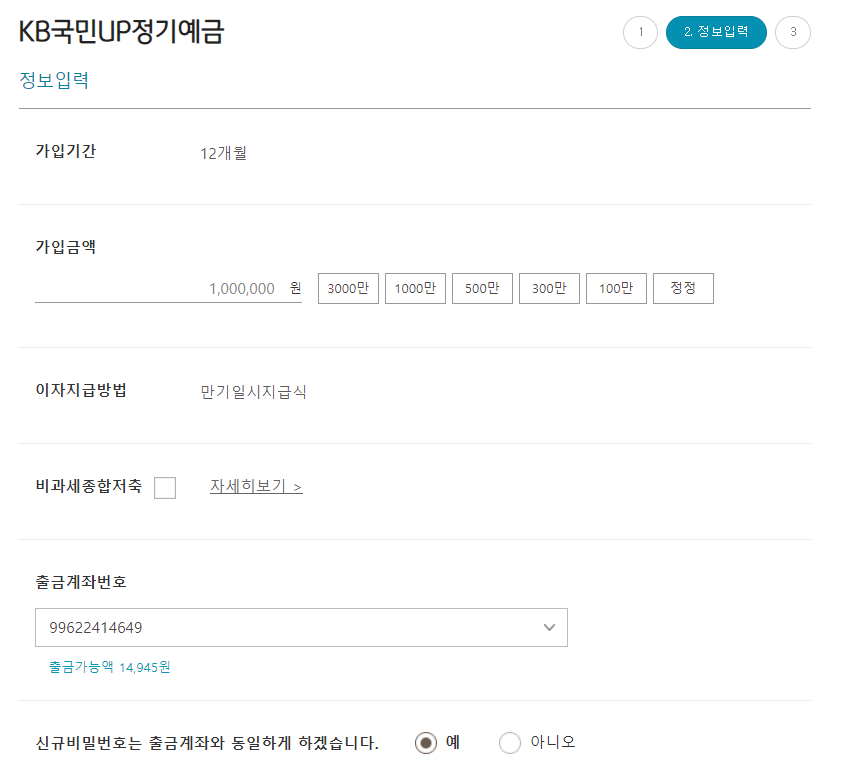 KB국민UP정기예금
1
2. 정보입력
3
정보입력
가입기간 12개월
가입금액
1,000,000 원 3000만 1000만 500만 300만 100만 정정
이자지급방법 만기일시지급식
비과세종합저축 자세히보기 >
출금계좌번호
99622414649
출금가능액 14,945원
신규비밀번호는 출금계좌와 동일하게 하겠습니다. 예 아니오